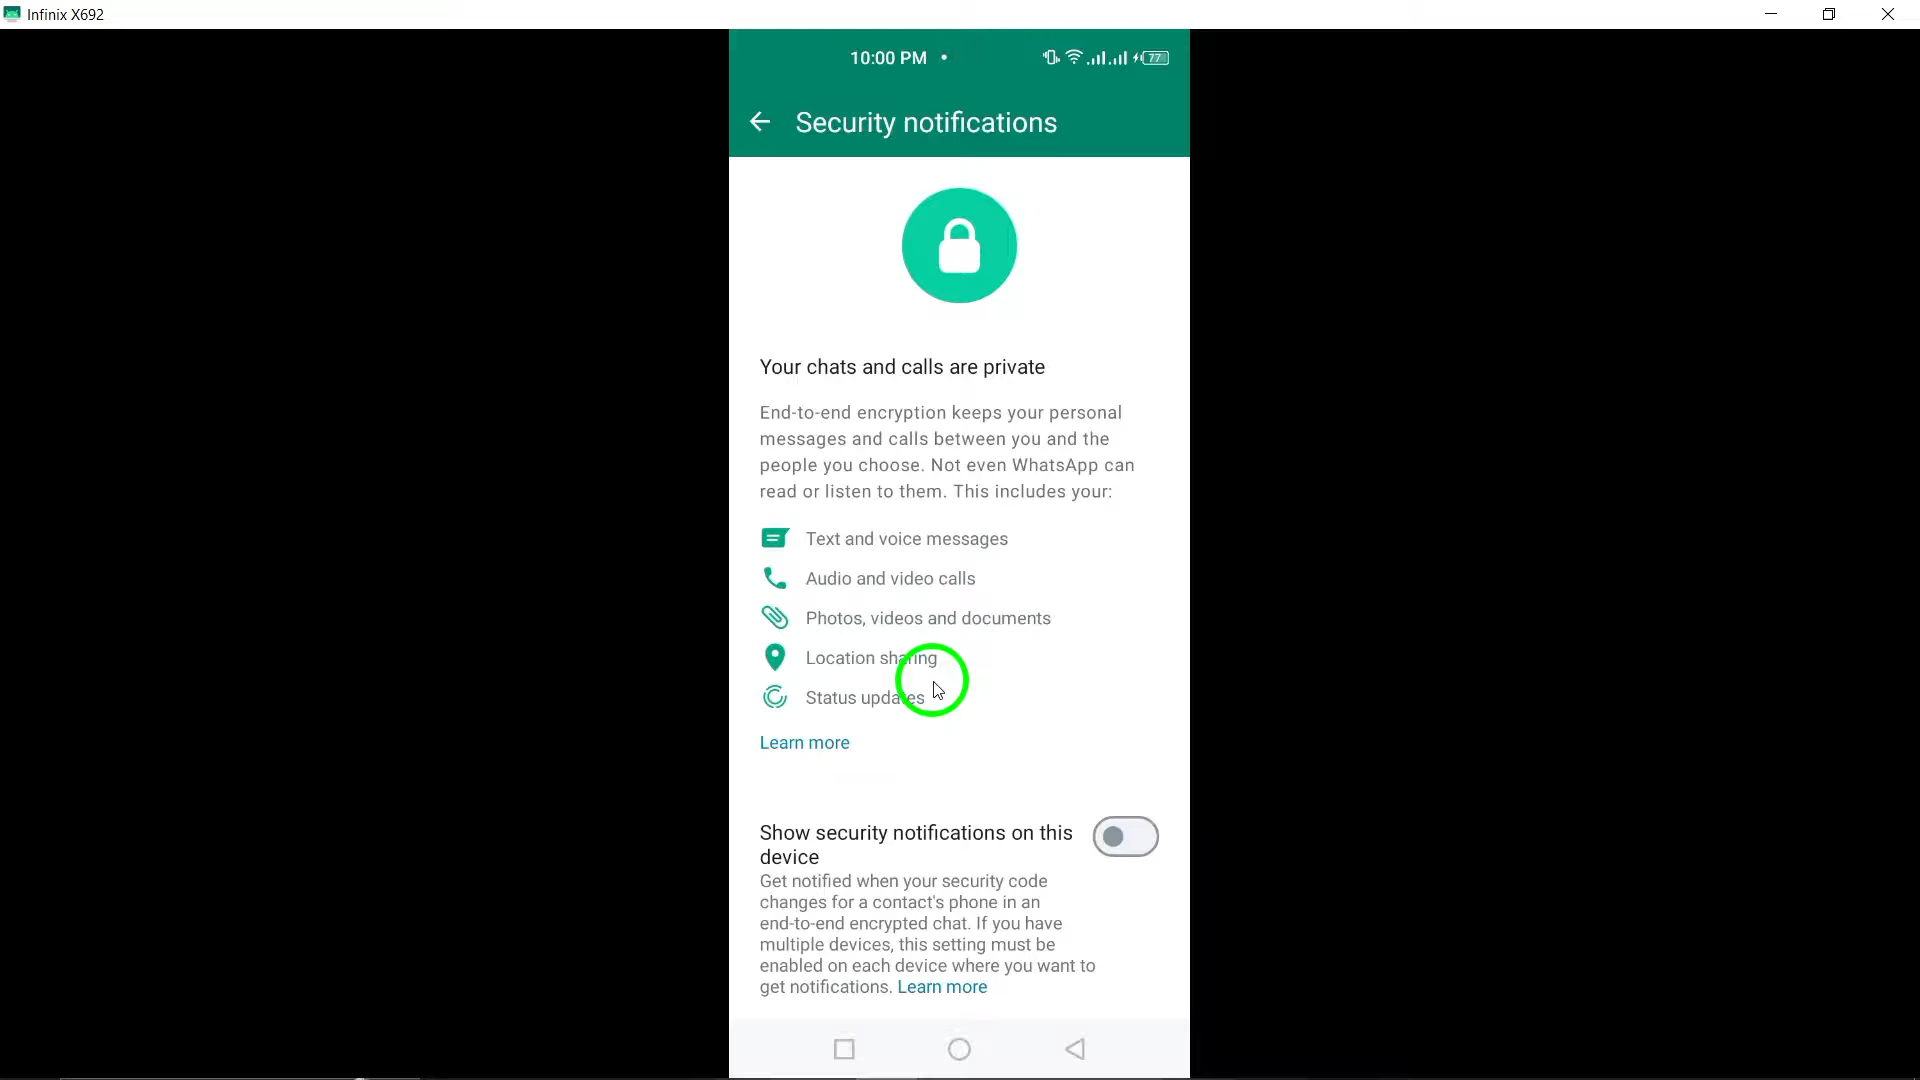 Infinix X692
10:00 PM
77
Security notifications
Your chats and calls are private
End-to-end encryption keeps your personal
messages and calls between you and the
people you choose. Not even WhatsApp can
read or listen to them. This includes your:
Text and voice messages
Audio and video calls
Photos, videos and documents
Location sharing
Status updates
Learn more
Show security notifications on this
device
Get notified when your security code
changes for a contact's phone in an
end-to-end encrypted chat. If you have
multiple devices, this setting must be
enabled on each device where you want to
get notifications. Learn more